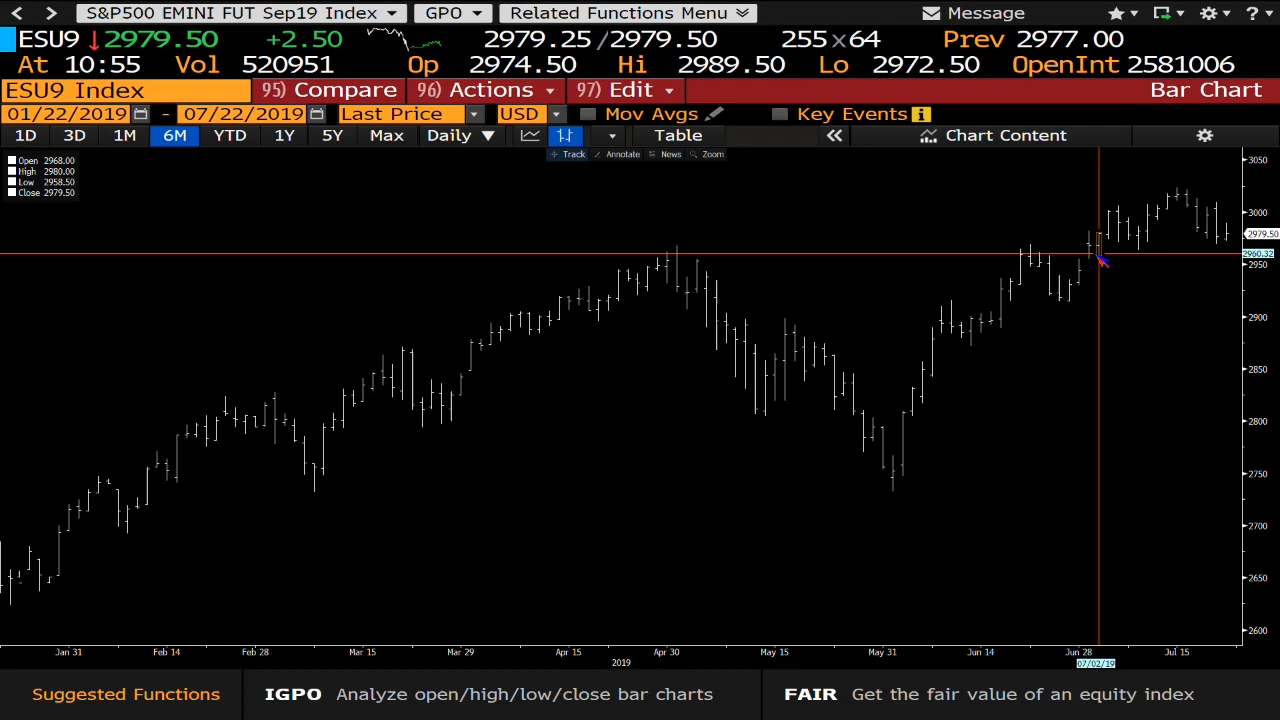 S&P500 EMINI FUT Sep19 Index GPO Related Functions Menu Message ?
ESU9 ↓2979.50 +2.50 2979.25/2979.50 255×64 Prev 2977.00
At 10:55 Vol 520951 Op 2974.50 Hi 2989.50 Lo 2972.50 OpenInt 2581006
ESU9 Index 95) Compare 96) Actions 97) Edit Bar Chart
01/22/2019 - 07/22/2019 Last Price USD Mov Avgs Key Events i
1D 3D 1M 6M YTD 1Y 5Y Max Daily ▼ Table « Chart Content
Track Annotate News Zoom
Open 2968.00
High 2980.00
Low 2958.50
Close 2979.50
3050
3000
2979.50
2960.32
2950
2900
2850
2800
2750
2700
2650
2600
Jan 31 Feb 14 Feb 28 Mar 15 Mar 29 Apr 15 Apr 30 May 15 May 31 Jun 14 Jun 28 Jul 15
2019 07/02/19
Suggested Functions IGPO Analyze open/high/low/close bar charts FAIR Get the fair value of an equity index